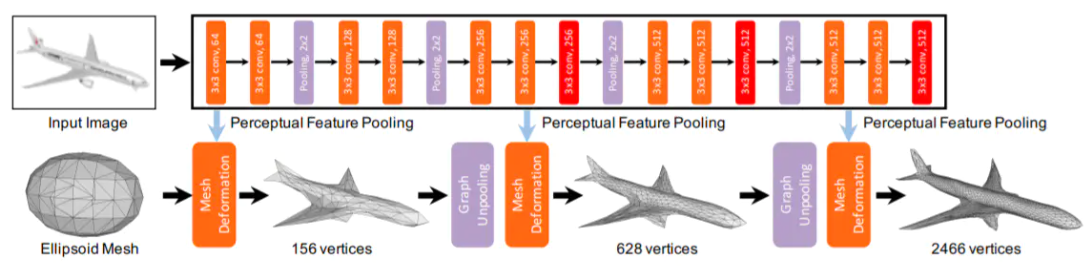 3x3 conv, 64
3x3 conv, 64
Pooling, 2x2
3x3 conv, 128
3x3 conv, 128
Pooling, 2x2
3x3 conv, 256
3x3 conv, 256
3x3 conv, 256
Pooling, 2x2
3x3 conv, 512
3x3 conv, 512
3x3 conv, 512
Pooling, 2x2
3x3 conv, 512
3x3 conv, 512
3x3 conv, 512
Input Image
Perceptual Feature Pooling
Perceptual Feature Pooling
Perceptual Feature Pooling
Mesh
Deformation
Graph
Unpooling
Mesh
Deformation
Graph
Unpooling
Mesh
Deformation
Ellipsoid Mesh
156 vertices
628 vertices
2466 vertices